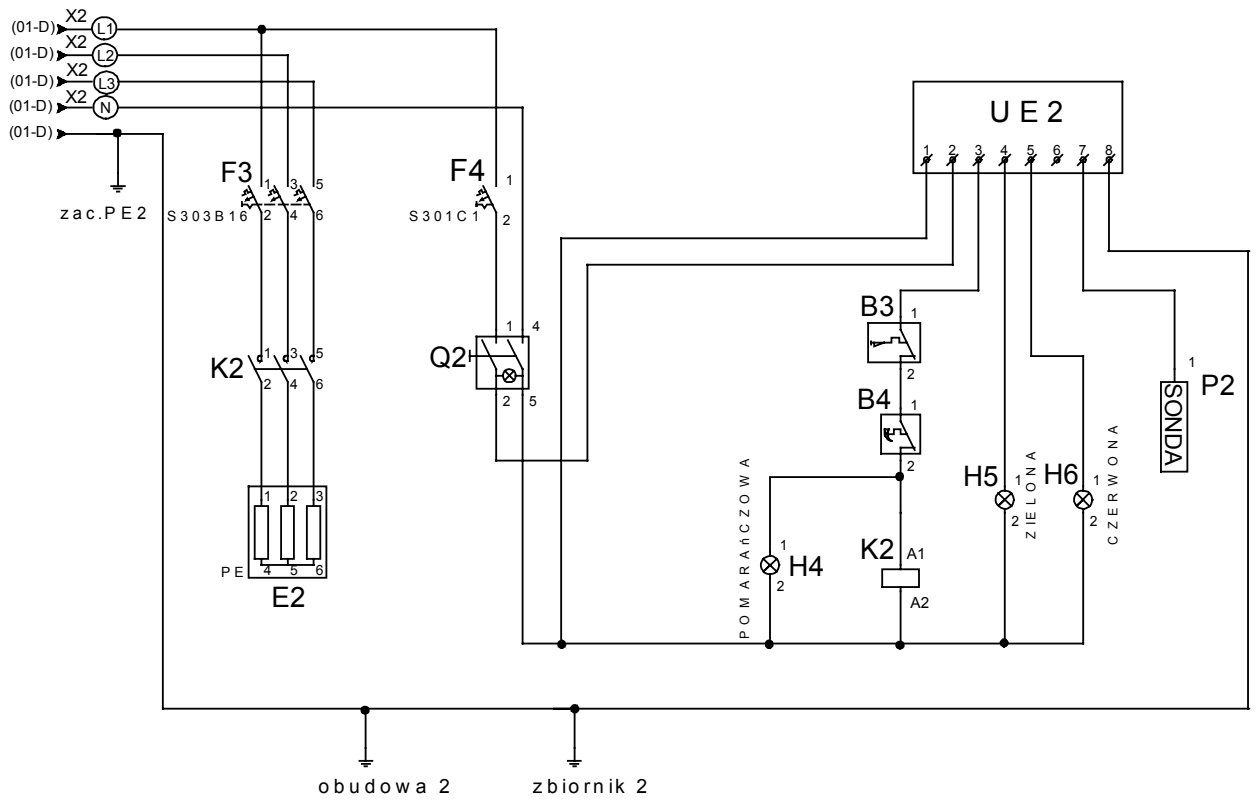 (01-D) X2 L1
(01-D) X2 L2
(01-D) X2 L3
(01-D) X2 N
(01-D)
zac.PE2
F3
S303B16
1 3 5
2 4 6
F4
S301C1
1
2
UE2
1 2 3 4 5 6 7 8
K2
1 3 5
2 4 6
Q2
1 4
2 5
B3
1
2
B4
1
2
P2
1
SONDA
E2
1 2 3
PE 4 5 6
POMARAńCZOWA
H4
1
2
K2
A1
A2
H5
1
2
ZIELONA
H6
1
2
CZERWONA
obudowa 2
zbiornik 2